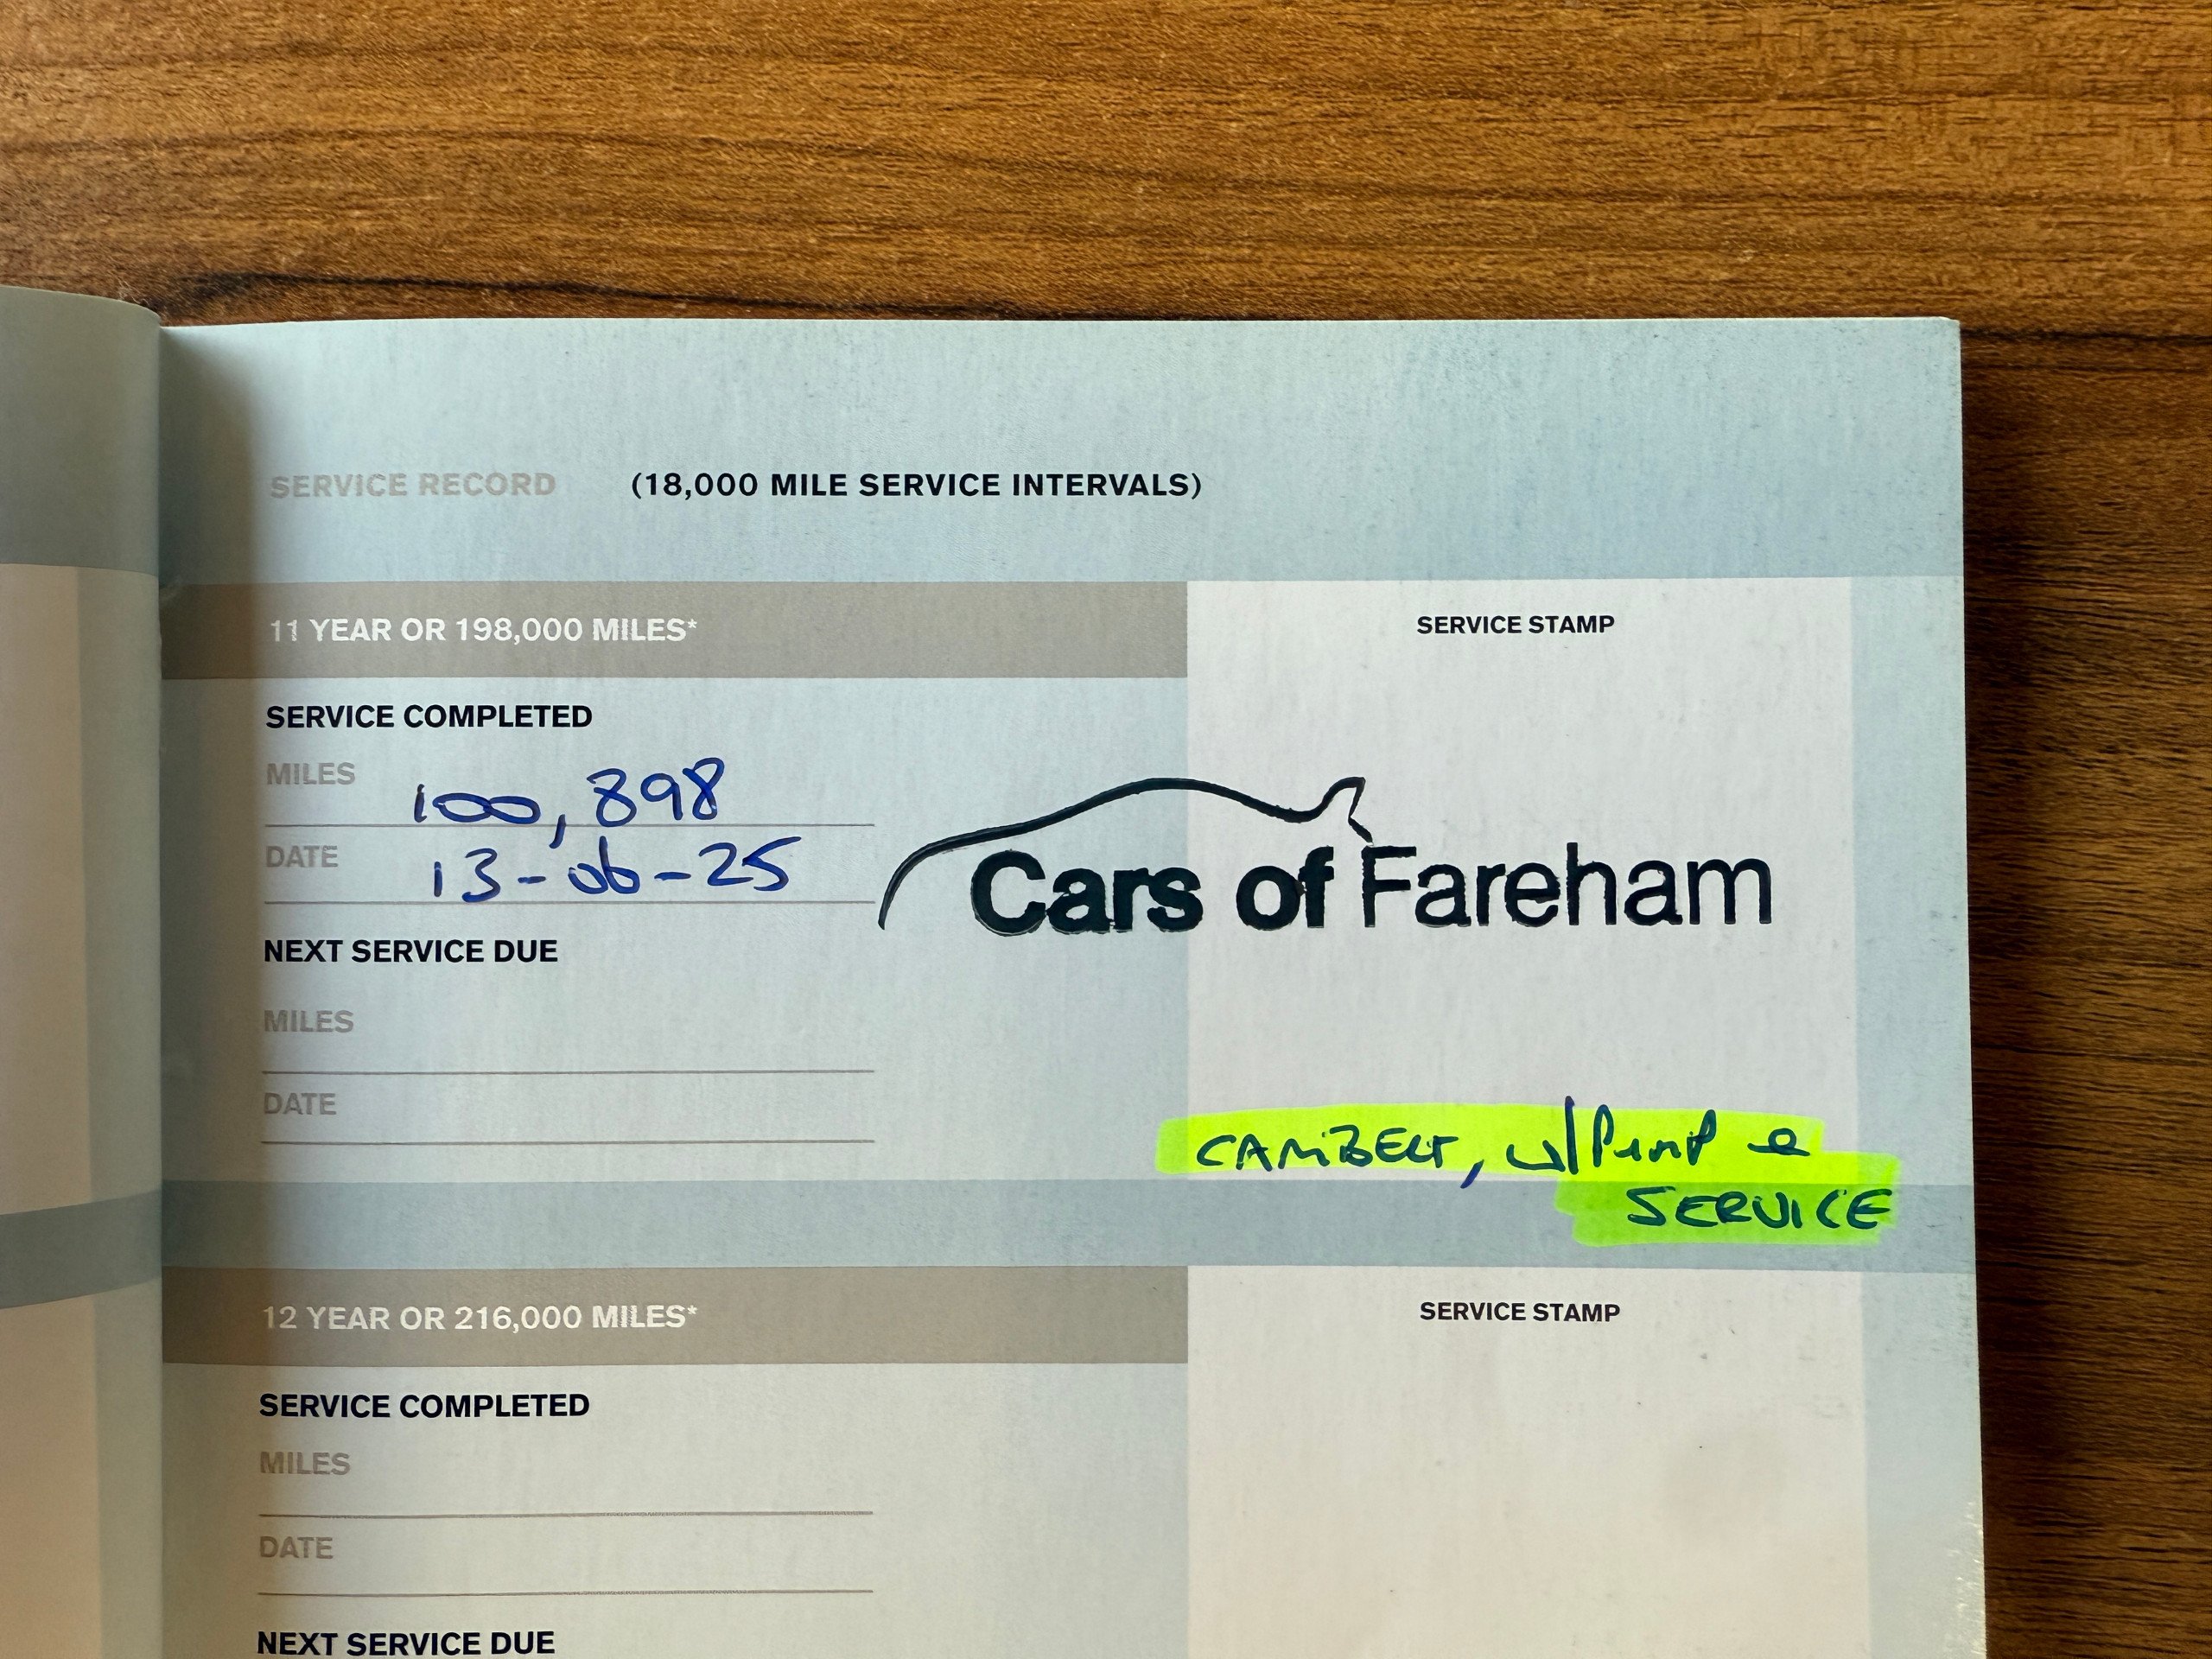 SERVICE RECORD (18,000 MILE SERVICE INTERVALS)
11 YEAR OR 198,000 MILES*
SERVICE STAMP
SERVICE COMPLETED
MILES 100,898
DATE 13-06-25
Cars of Fareham
NEXT SERVICE DUE
MILES
DATE
CAMBELT, w/Pump &
SERVICE
12 YEAR OR 216,000 MILES*
SERVICE STAMP
SERVICE COMPLETED
MILES
DATE
NEXT SERVICE DUE